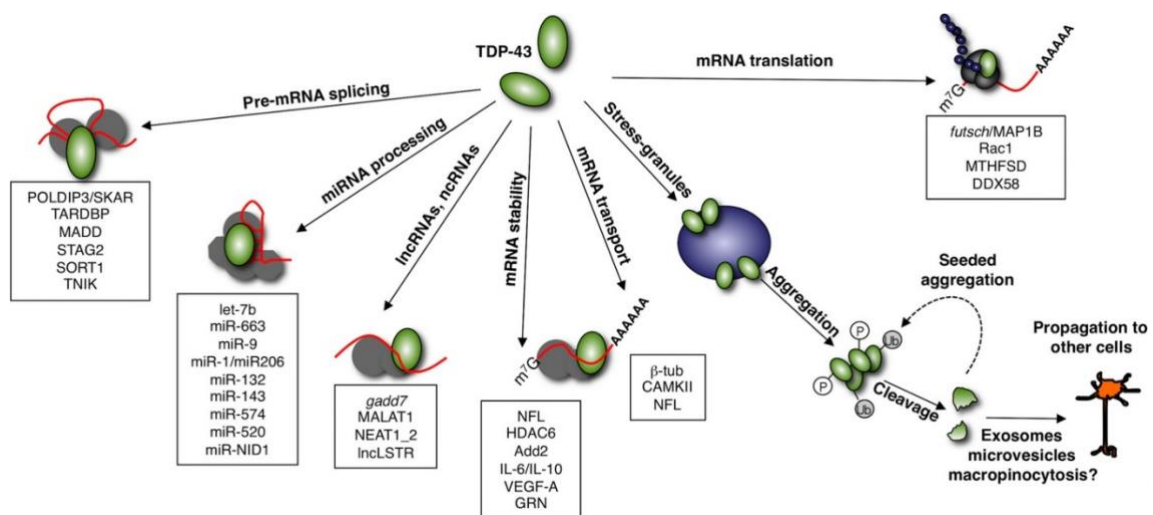 TDP-43
Pre-mRNA splicing
POLDIP3/SKAR
TARDBP
MADD
STAG2
SORT1
TNIK
miRNA processing
let-7b
miR-663
miR-9
miR-1/miR206
miR-132
miR-143
miR-574
miR-520
miR-NID1
lncRNAs, ncRNAs
gadd7
MALAT1
NEAT1_2
lncLSTR
mRNA stability
m⁷G
AAAAAA
NFL
HDAC6
Add2
IL-6/IL-10
VEGF-A
GRN
mRNA transport
β-tub
CAMKII
NFL
Stress-granules
Aggregation
P
Ub
P
Ub
Cleavage
Seeded
aggregation
Exosomes
microvesicles
macropinocytosis?
Propagation to
other cells
mRNA translation
m⁷G
AAAAAA
futsch/MAP1B
Rac1
MTHFSD
DDX58